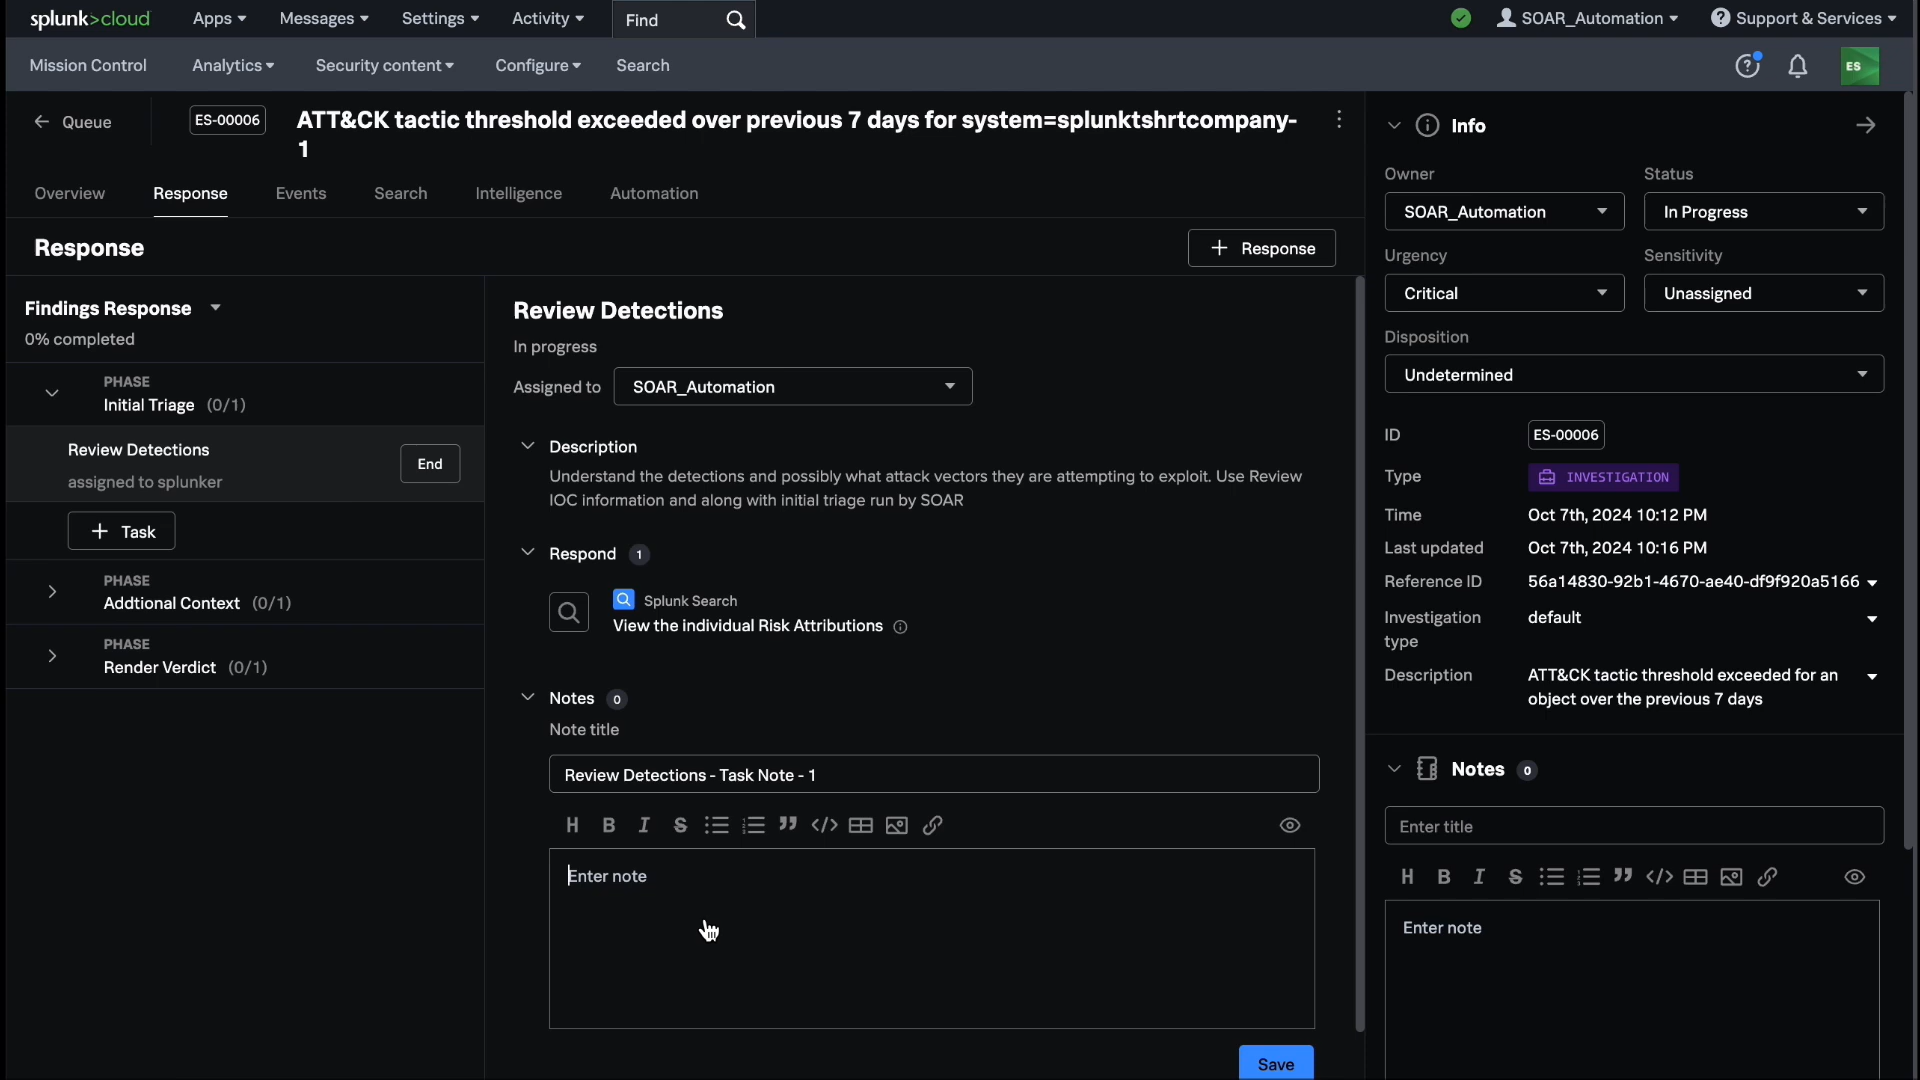 splunk>cloud Apps Messages Settings Activity Find SOAR_Automation Support & Services
Mission Control Analytics Security content Configure Search ES
Queue ES-00006 ATT&CK tactic threshold exceeded over previous 7 days for system=splunktshrtcompany-
1
Overview Response Events Search Intelligence Automation
Response + Response
Findings Response
0% completed
PHASE
Initial Triage (0/1)
Review Detections
assigned to splunker
End
+ Task
PHASE
Addtional Context (0/1)
PHASE
Render Verdict (0/1)
Review Detections
In progress
Assigned to SOAR_Automation
Description
Understand the detections and possibly what attack vectors they are attempting to exploit. Use Review
IOC information and along with initial triage run by SOAR
Respond 1
Splunk Search
View the individual Risk Attributions
Notes 0
Note title
Review Detections - Task Note - 1
H B I S
Enter note
Save
Info
Owner Status
SOAR_Automation In Progress
Urgency Sensitivity
Critical Unassigned
Disposition
Undetermined
ID ES-00006
Type INVESTIGATION
Time Oct 7th, 2024 10:12 PM
Last updated Oct 7th, 2024 10:16 PM
Reference ID 56a14830-92b1-4670-ae40-df9f920a5166
Investigation default
type
Description ATT&CK tactic threshold exceeded for an
object over the previous 7 days
Notes 0
Enter title
H B I S
Enter note